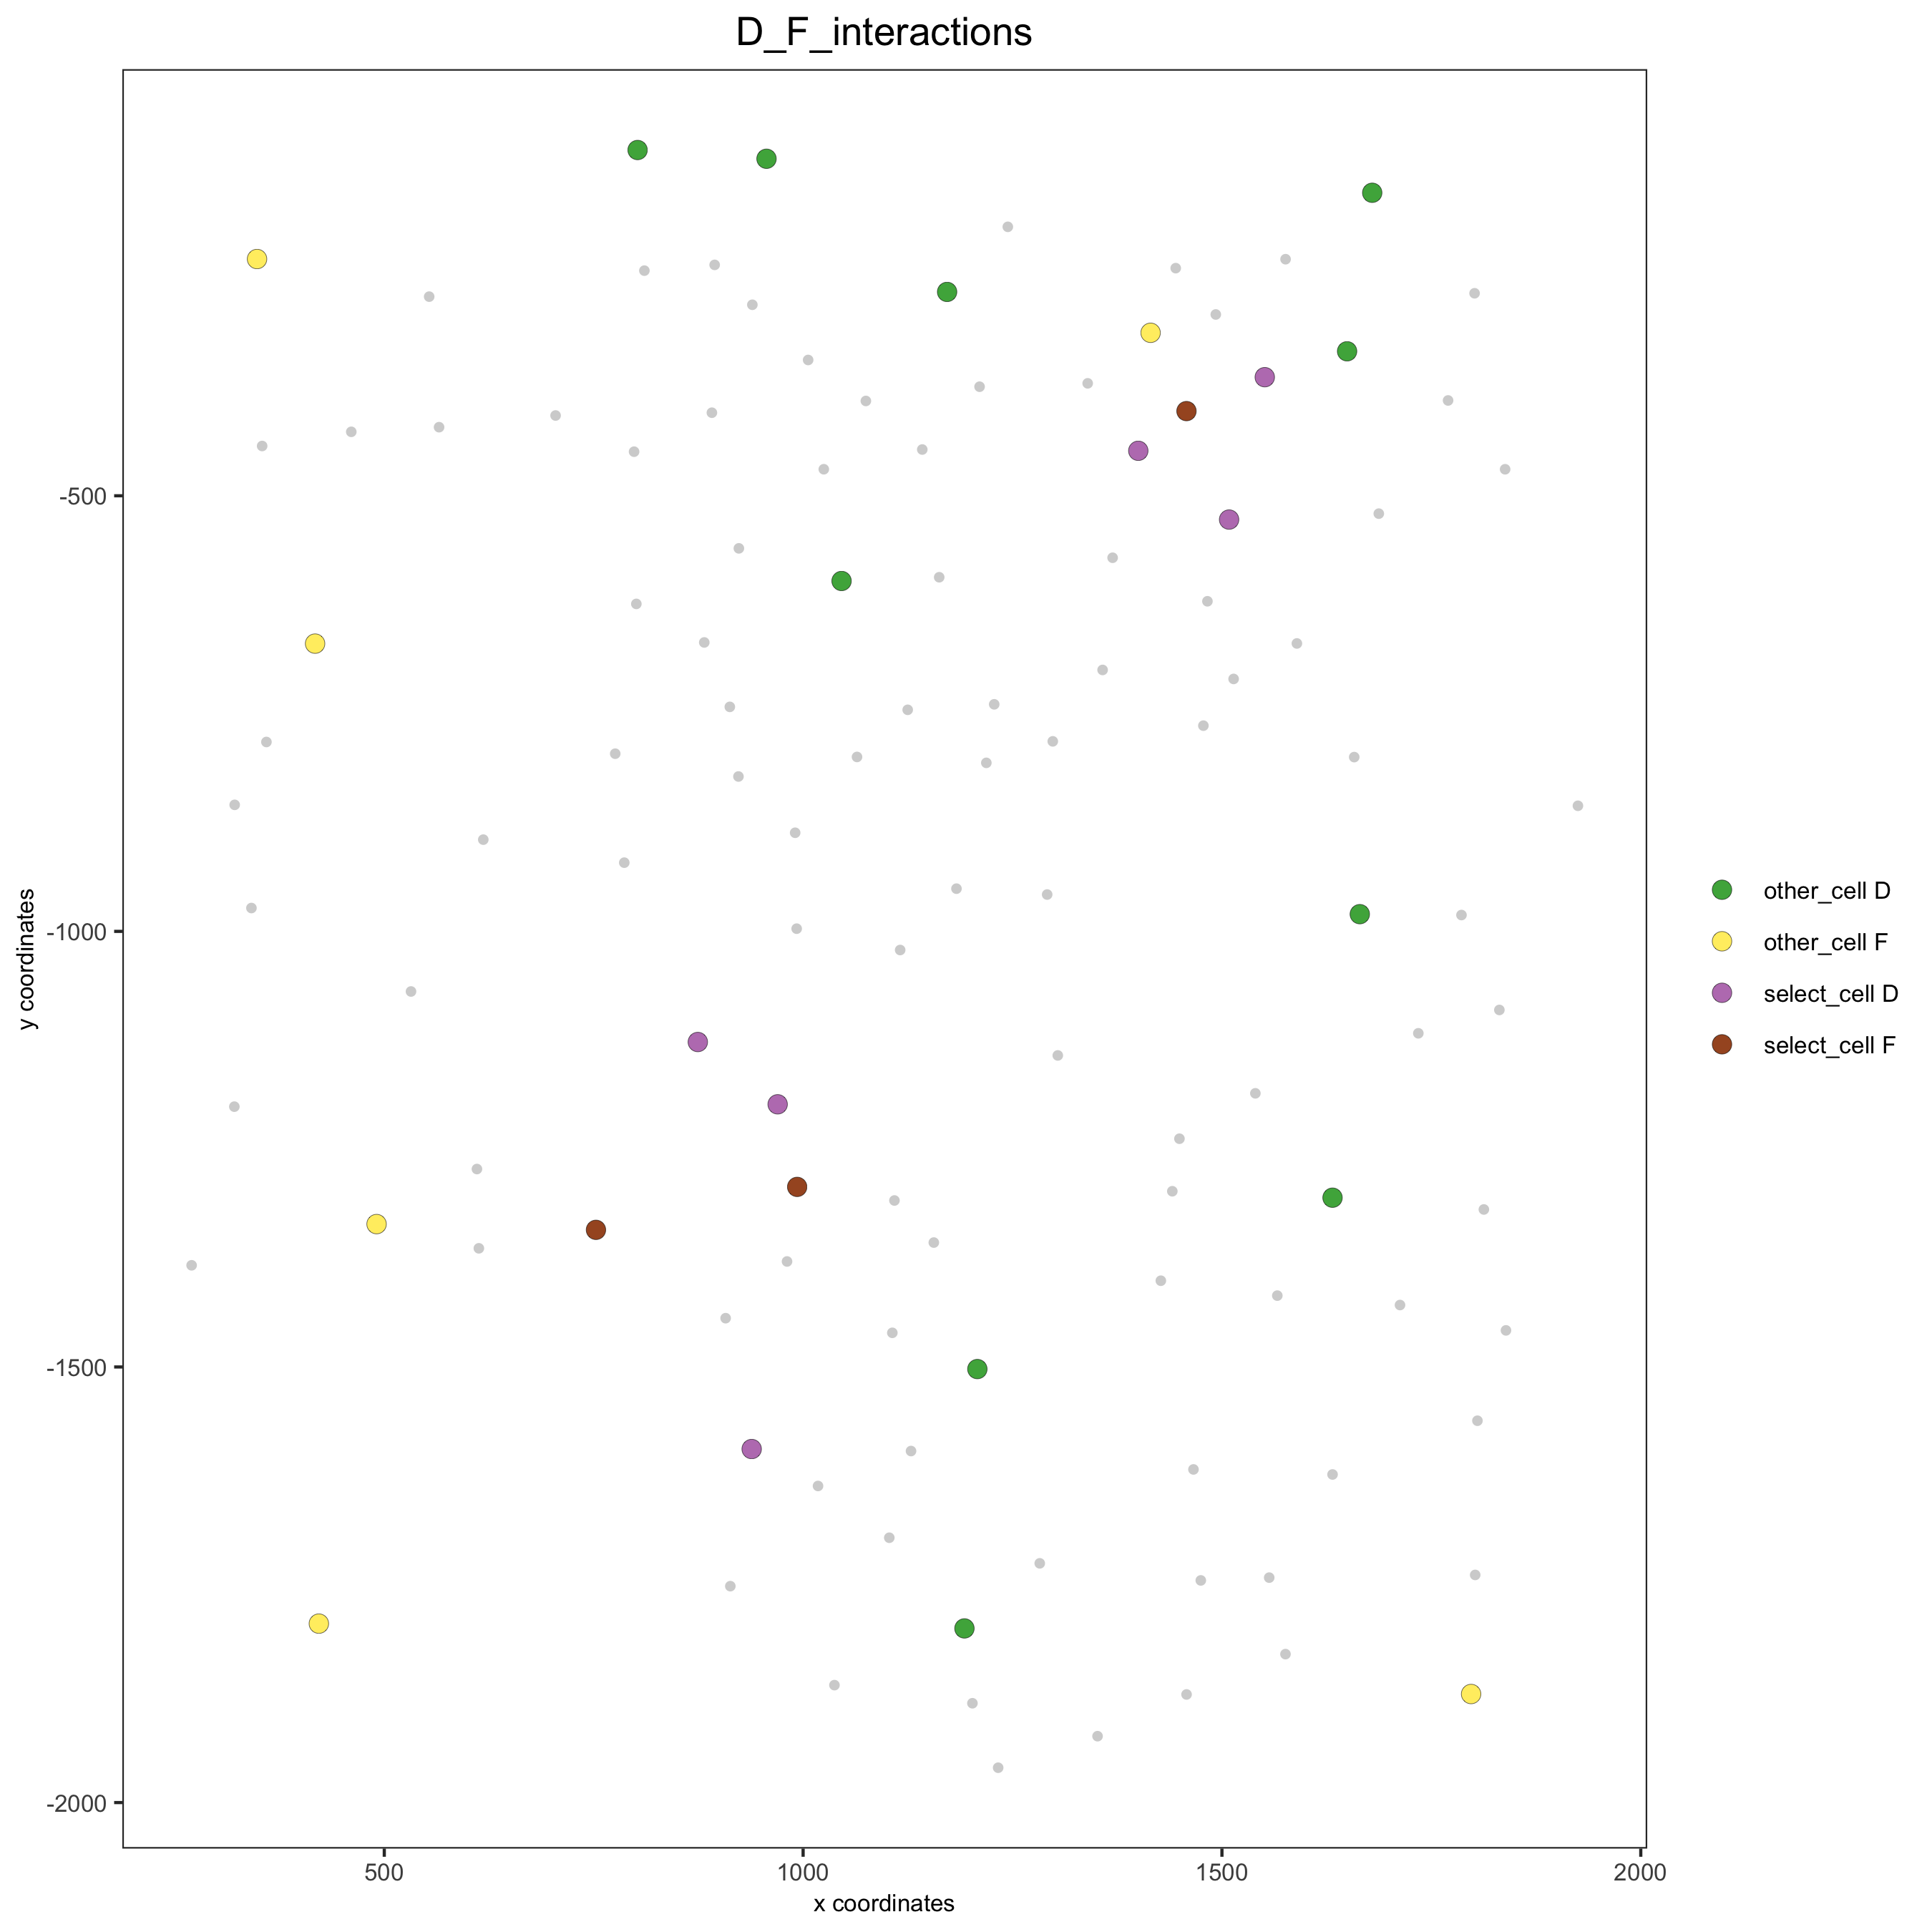 D_F_interactions
y coordinates
-500
-1000
-1500
-2000
500
1000
1500
2000
x coordinates
other_cell D
other_cell F
select_cell D
select_cell F